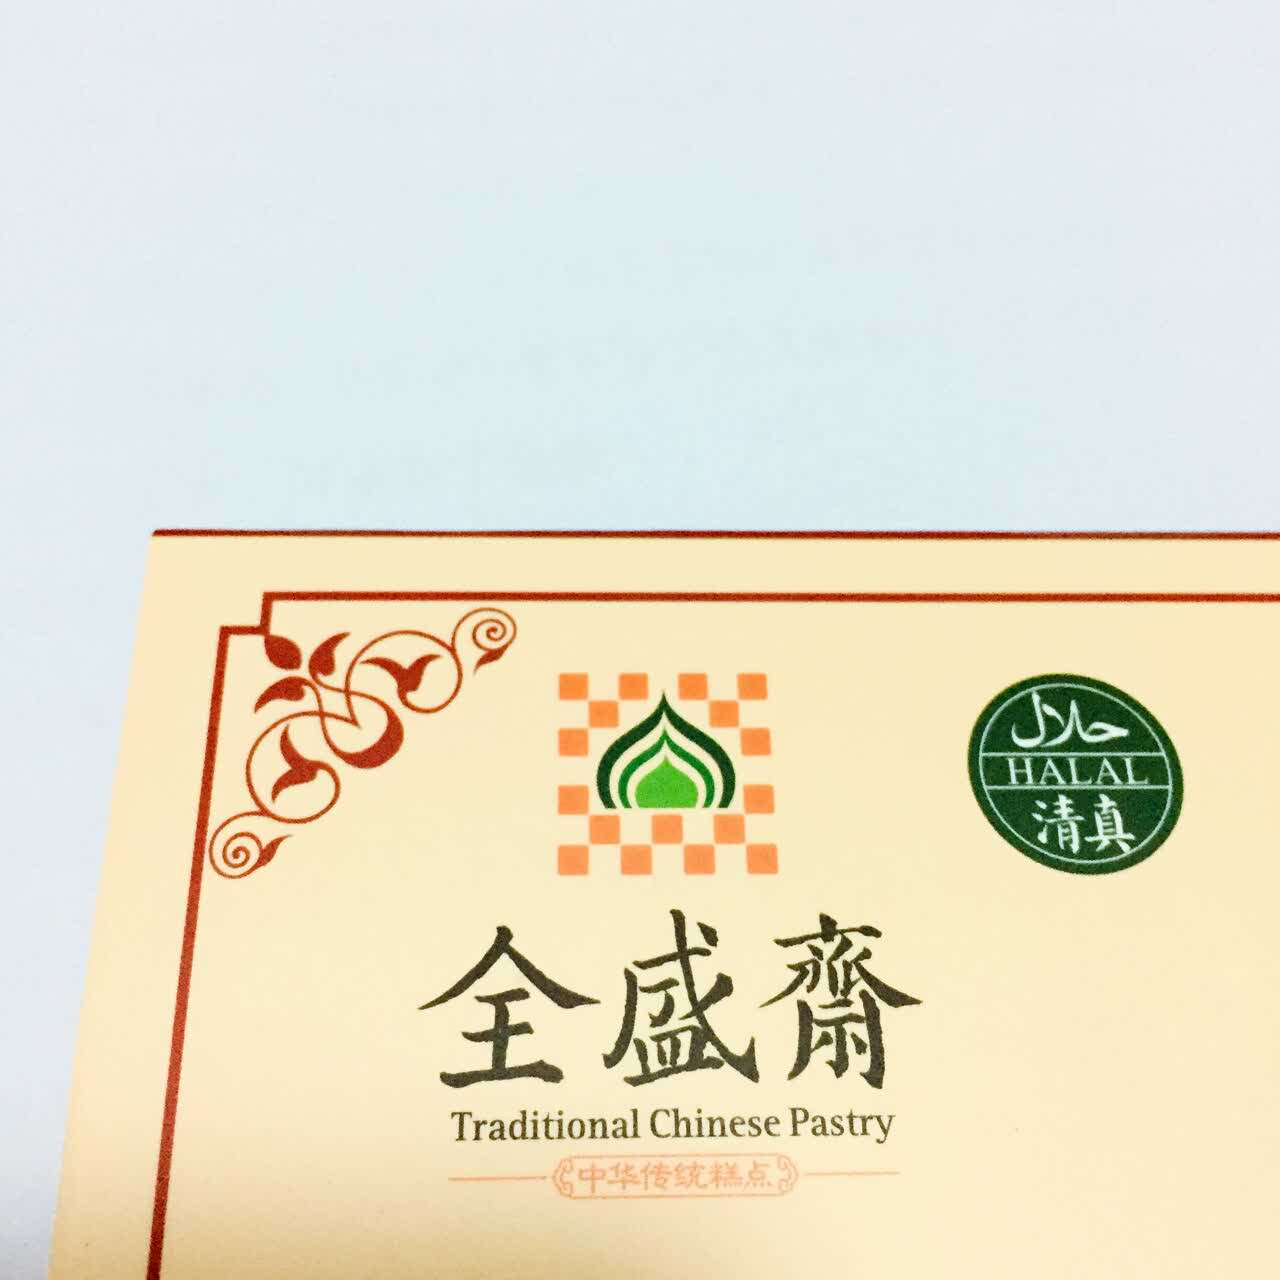 حلال
HALAL
清真
全盛齋
Traditional Chinese Pastry
中华传统糕点